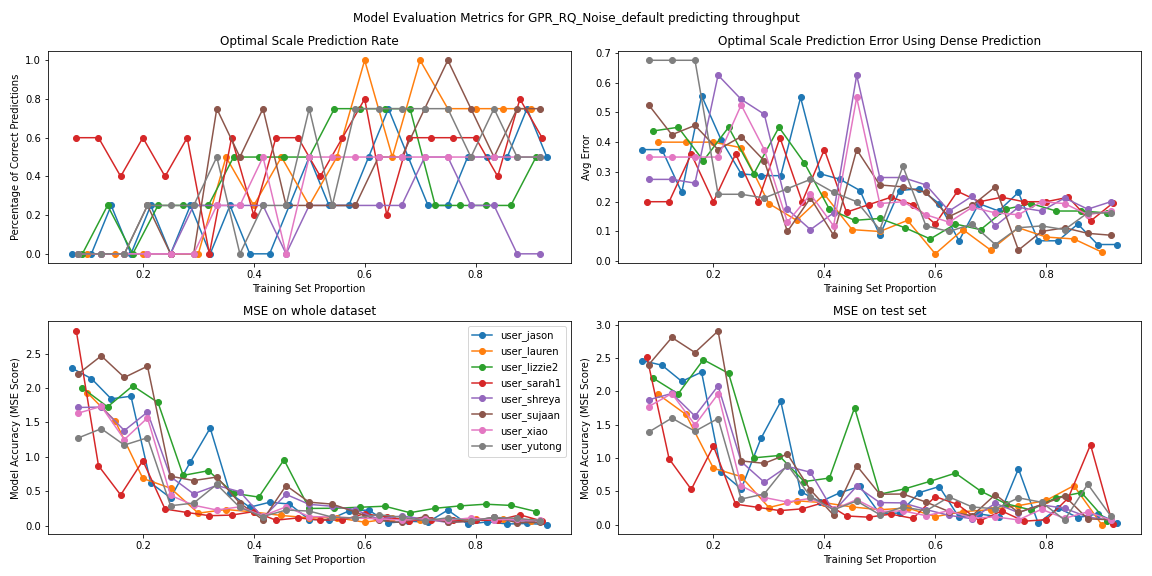 Model Evaluation Metrics for GPR_RQ_Noise_default predicting throughput
Optimal Scale Prediction Rate
Percentage of Correct Predictions
1.0
0.8
0.6
0.4
0.2
0.0
0.2
0.4
0.6
0.8
Training Set Proportion
Optimal Scale Prediction Error Using Dense Prediction
Avg Error
0.7
0.6
0.5
0.4
0.3
0.2
0.1
0.0
0.2
0.4
0.6
0.8
Training Set Proportion
MSE on whole dataset
Model Accuracy (MSE Score)
2.5
2.0
1.5
1.0
0.5
0.0
0.2
0.4
0.6
0.8
Training Set Proportion
user_jason
user_lauren
user_lizzie2
user_sarah1
user_shreya
user_sujaan
user_xiao
user_yutong
MSE on test set
Model Accuracy (MSE Score)
3.0
2.5
2.0
1.5
1.0
0.5
0.0
0.2
0.4
0.6
0.8
Training Set Proportion